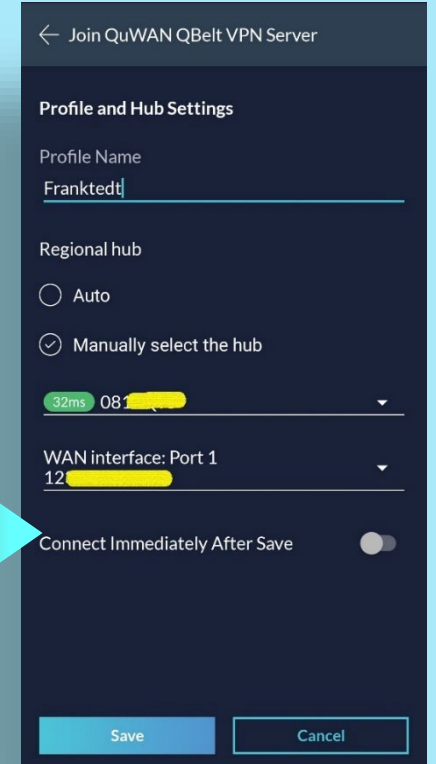 Join QuWAN QBelt VPN Server
Profile and Hub Settings
Profile Name
Franktedt
Regional hub
Auto
Manually select the hub
32ms 081
WAN interface: Port 1
12
Connect Immediately After Save
Save
Cancel